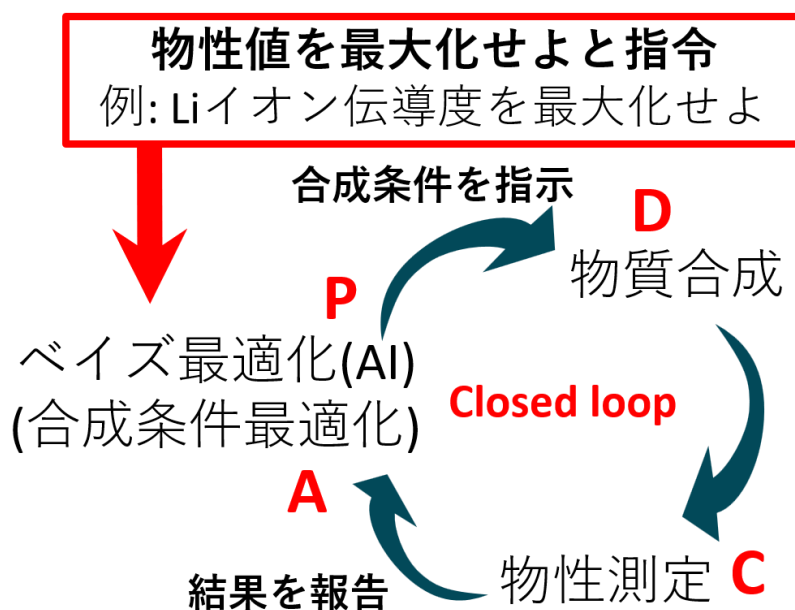 物性値を最大化せよと指令
例: Liイオン伝導度を最大化せよ
合成条件を指示
D
物質合成
P
ベイズ最適化(AI)
(合成条件最適化)
Closed loop
A
物性測定 C
結果を報告